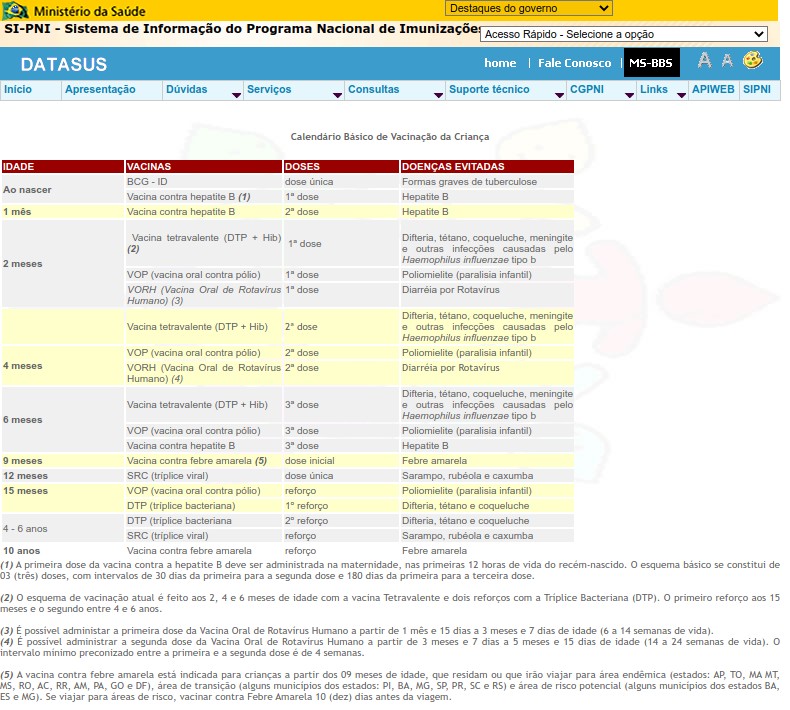 Ministério da Saúde
Destaques do governo
SI-PNI - Sistema de Informação do Programa Nacional de Imunizações
Acesso Rápido - Selecione a opção
DATASUS
home | Fale Conosco | MS-BBS A A
Início Apresentação Dúvidas Serviços Consultas Suporte técnico CGPNI Links APIWEB SIPNI
Calendário Básico de Vacinação da Criança
IDADE VACINAS DOSES DOENÇAS EVITADAS
Ao nascer
BCG - ID dose única Formas graves de tuberculose
Vacina contra hepatite B (1) 1ª dose Hepatite B
1 mês Vacina contra hepatite B 2ª dose Hepatite B
2 meses
Vacina tetravalente (DTP + Hib)
(2)
1ª dose
Difteria, tétano, coqueluche, meningite
e outras infecções causadas pelo
Haemophilus influenzae tipo b
VOP (vacina oral contra pólio) 1ª dose Poliomielite (paralisia infantil)
VORH (Vacina Oral de Rotavírus
Humano) (3)
1ª dose Diarréia por Rotavírus
4 meses
Vacina tetravalente (DTP + Hib) 2ª dose
Difteria, tétano, coqueluche, meningite
e outras infecções causadas pelo
Haemophilus influenzae tipo b
VOP (vacina oral contra pólio) 2ª dose Poliomielite (paralisia infantil)
VORH (Vacina Oral de Rotavírus
Humano) (4)
2ª dose Diarréia por Rotavírus
6 meses
Vacina tetravalente (DTP + Hib) 3ª dose
Difteria, tétano, coqueluche, meningite
e outras infecções causadas pelo
Haemophilus influenzae tipo b
VOP (vacina oral contra pólio) 3ª dose Poliomielite (paralisia infantil)
Vacina contra hepatite B 3ª dose Hepatite B
9 meses Vacina contra febre amarela (5) dose inicial Febre amarela
12 meses SRC (tríplice viral) dose única Sarampo, rubéola e caxumba
15 meses VOP (vacina oral contra pólio) reforço Poliomielite (paralisia infantil)
DTP (tríplice bacteriana) 1º reforço Difteria, tétano e coqueluche
4 - 6 anos
DTP (tríplice bacteriana 2º reforço Difteria, tétano e coqueluche
SRC (tríplice viral) reforço Sarampo, rubéola e caxumba
10 anos Vacina contra febre amarela reforço Febre amarela
(1) A primeira dose da vacina contra a hepatite B deve ser administrada na maternidade, nas primeiras 12 horas de vida do recém-nascido. O esquema básico se constitui de
03 (três) doses, com intervalos de 30 dias da primeira para a segunda dose e 180 dias da primeira para a terceira dose.
(2) O esquema de vacinação atual é feito aos 2, 4 e 6 meses de idade com a vacina Tetravalente e dois reforços com a Tríplice Bacteriana (DTP). O primeiro reforço aos 15
meses e o segundo entre 4 e 6 anos.
(3) É possível administar a primeira dose da Vacina Oral de Rotavírus Humano a partir de 1 mês e 15 dias a 3 meses e 7 dias de idade (6 a 14 semanas de vida).
(4) É possível administrar a segunda dose da Vacina Oral de Rotavírus Humano a partir de 3 meses e 7 dias a 5 meses e 15 dias de idade (14 a 24 semanas de vida). O
intervalo mínimo preconizado entre a primeira e a segunda dose é de 4 semanas.
(5) A vacina contra febre amarela está indicada para crianças a partir dos 09 meses de idade, que residam ou que irão viajar para área endêmica (estados: AP, TO, MA MT,
MS, RO, AC, RR, AM, PA, GO e DF), área de transição (alguns municípios dos estados: PI, BA, MG, SP, PR, SC e RS) e área de risco potencial (alguns municípios dos estados BA,
ES e MG). Se viajar para áreas de risco, vacinar contra Febre Amarela 10 (dez) dias antes da viagem.